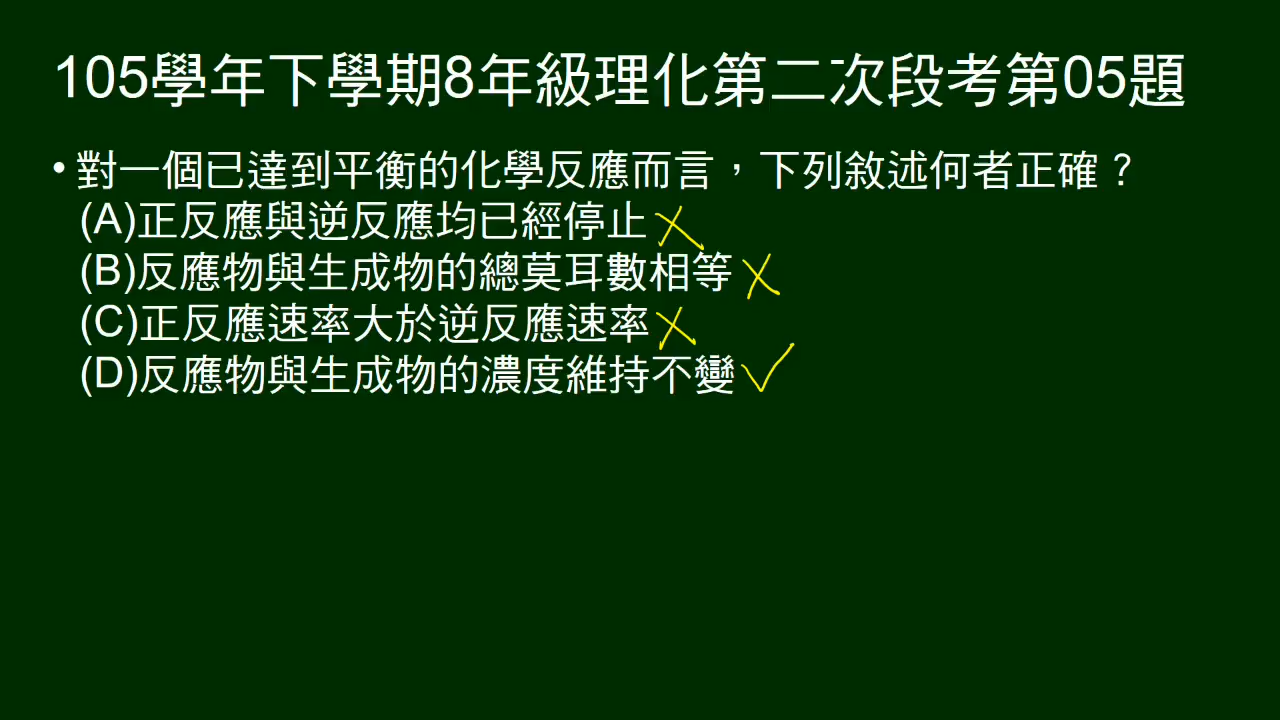 105學年下學期8年級理化第二次段考第05題
• 對一個已達到平衡的化學反應而言，下列敘述何者正確？
(A)正反應與逆反應均已經停止
(B)反應物與生成物的總莫耳數相等
(C)正反應速率大於逆反應速率
(D)反應物與生成物的濃度維持不變